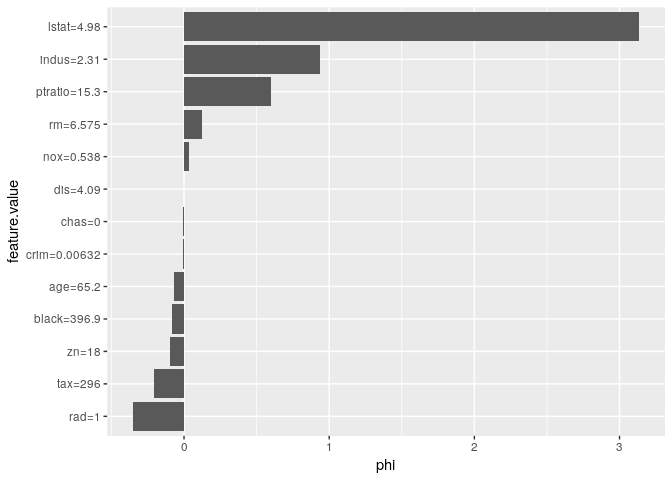 lstat=4.98
indus=2.31
ptratio=15.3
rm=6.575
nox=0.538
dis=4.09
chas=0
crim=0.00632
age=65.2
black=396.9
zn=18
tax=296
rad=1
feature.value
0
1
2
3
phi